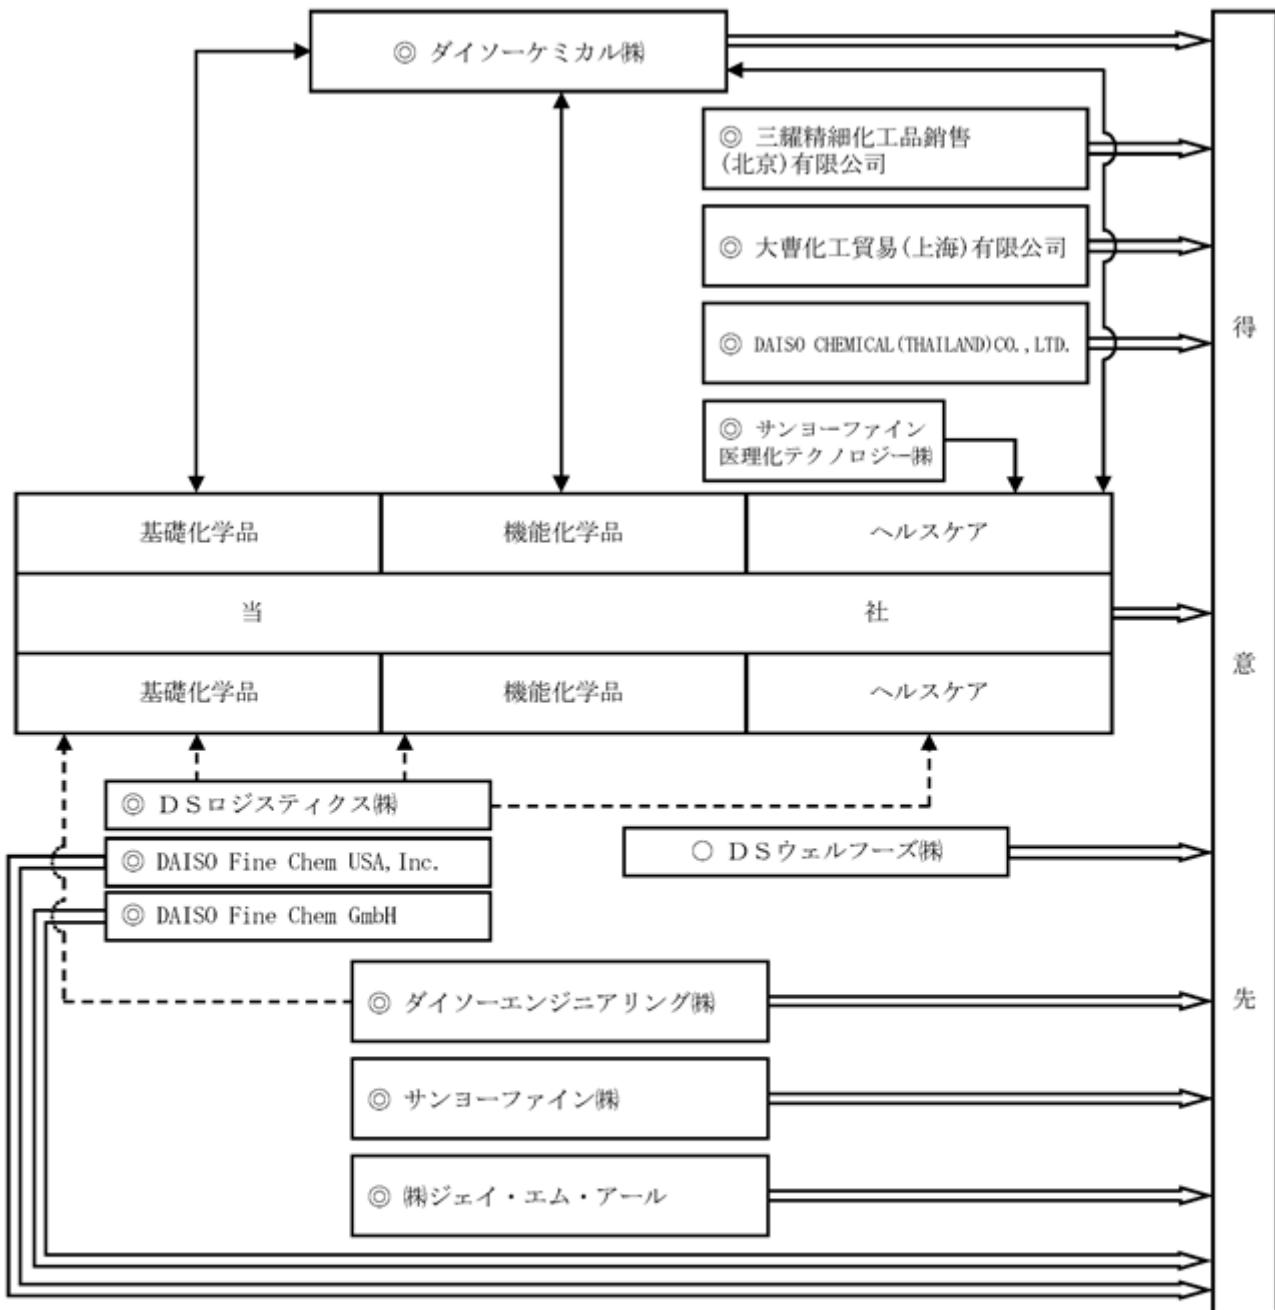 ◎ ダイソーケミカル㈱
◎ 三耀精細化工品銷售
(北京)有限公司
◎ 大曹化工貿易(上海)有限公司
◎ DAISO CHEMICAL(THAILAND)CO.,LTD.
◎ サンヨーファイン
医理化テクノロジー㈱
基礎化学品 機能化学品 ヘルスケア
当 社
基礎化学品 機能化学品 ヘルスケア
◎ DSロジスティクス㈱
◎ DAISO Fine Chem USA,Inc.
◎ DAISO Fine Chem GmbH
○ DSウェルフーズ㈱
◎ ダイソーエンジニアリング㈱
◎ サンヨーファイン㈱
◎ ㈱ジェイ・エム・アール
得
意
先